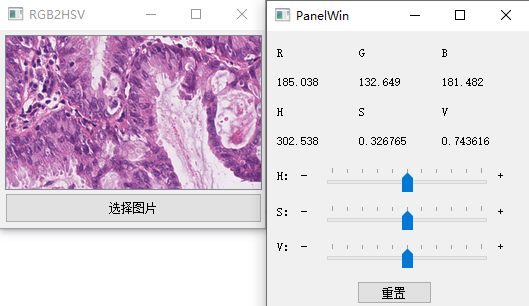 RGB2HSV
选择图片
PanelWin
R G B
185.038 132.649 181.482
H S V
302.538 0.326765 0.743616
H: - +
S: - +
V: - +
重置